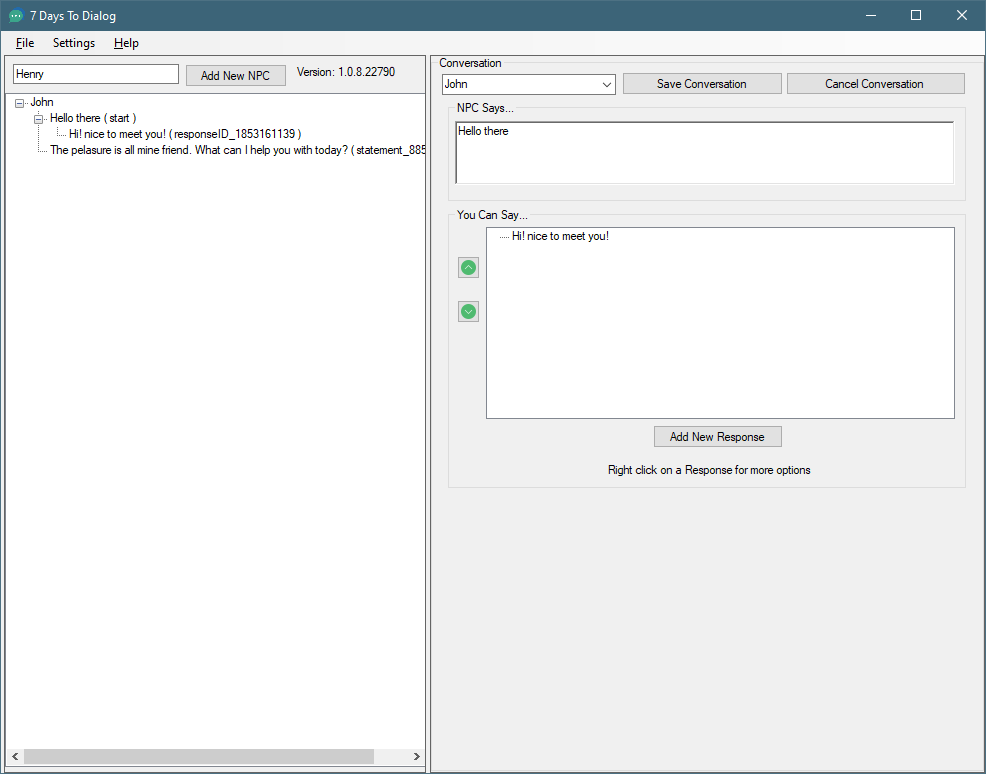 7 Days To Dialog
File Settings Help
Henry
Add New NPC
Version: 1.0.8.22790
John
Hello there ( start )
Hi! nice to meet you! ( responseID_1853161139 )
The pelasure is all mine friend. What can I help you with today? ( statement_885
Conversation
John
Save Conversation
Cancel Conversation
NPC Says...
Hello there
You Can Say...
Hi! nice to meet you!
Add New Response
Right click on a Response for more options